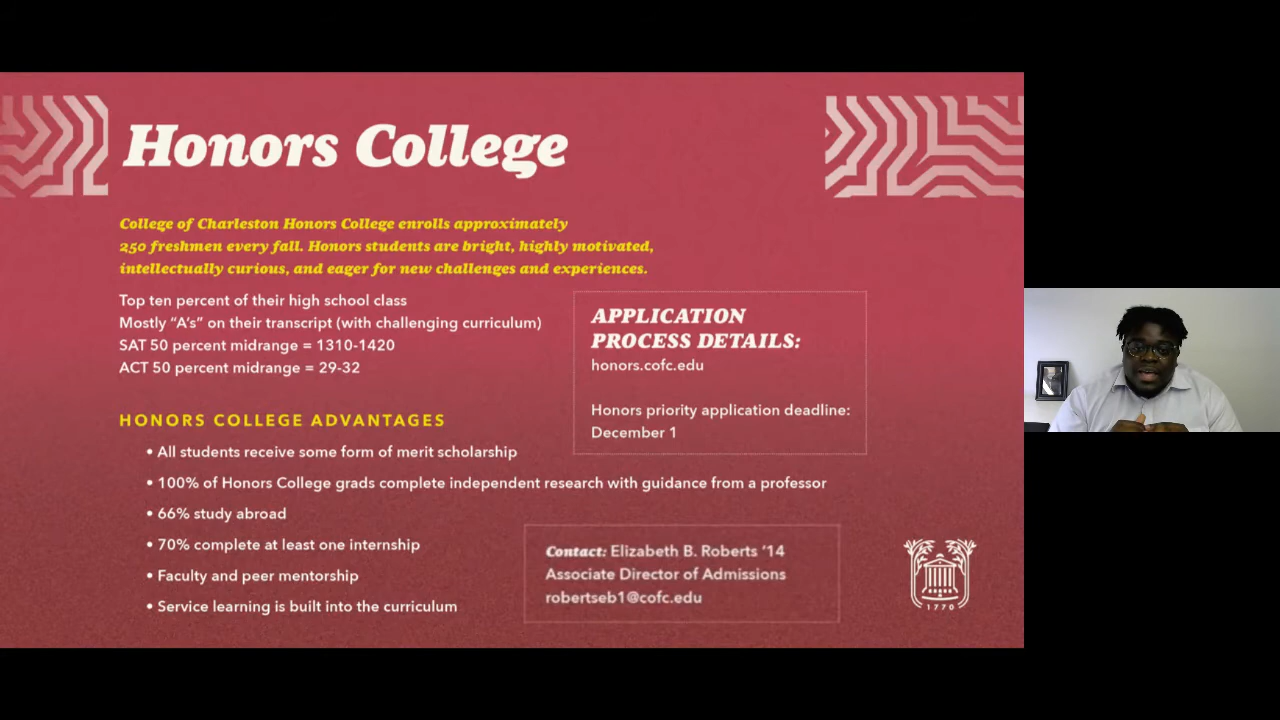 Honors College
College of Charleston Honors College enrolls approximately
250 freshmen every fall. Honors students are bright, highly motivated,
intellectually curious, and eager for new challenges and experiences.
Top ten percent of their high school class
Mostly “A’s” on their transcript (with challenging curriculum)
SAT 50 percent midrange = 1310-1420
ACT 50 percent midrange = 29-32
APPLICATION
PROCESS DETAILS:
honors.cofc.edu
Honors priority application deadline:
December 1
HONORS COLLEGE ADVANTAGES
• All students receive some form of merit scholarship
• 100% of Honors College grads complete independent research with guidance from a professor
• 66% study abroad
• 70% complete at least one internship
• Faculty and peer mentorship
• Service learning is built into the curriculum
Contact: Elizabeth B. Roberts ‘14
Associate Director of Admissions
robertseb1@cofc.edu
1770